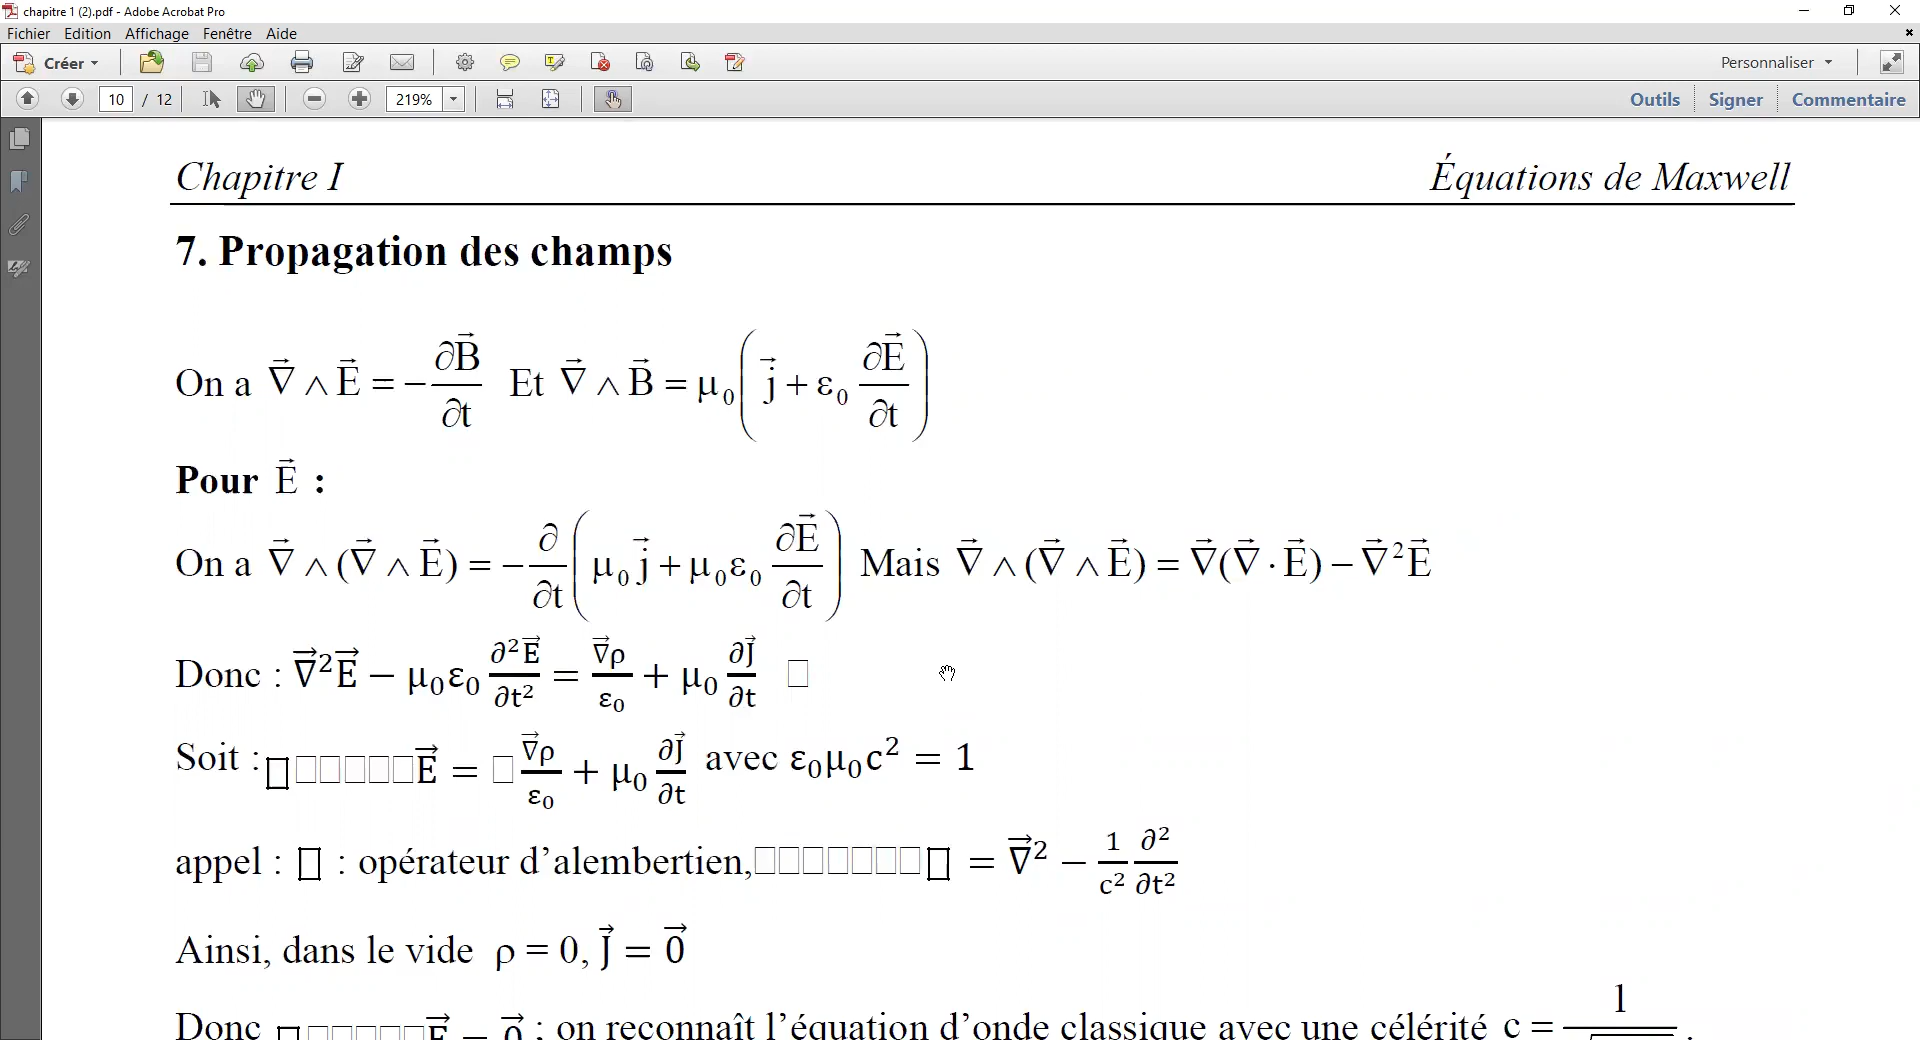 chapitre 1 (2).pdf - Adobe Acrobat Pro
Fichier Edition Affichage Fenêtre Aide
Créer Personnaliser
10 / 12 219% Outils Signer Commentaire
Chapitre I Équations de Maxwell
7. Propagation des champs
On a ∇⃗ ∧ E⃗ = − ∂B⃗/∂t Et ∇⃗ ∧ B⃗ = μ₀( j⃗ + ε₀ ∂E⃗/∂t )
Pour E⃗ :
On a ∇⃗ ∧ (∇⃗ ∧ E⃗) = − ∂/∂t ( μ₀ j⃗ + μ₀ε₀ ∂E⃗/∂t ) Mais ∇⃗ ∧ (∇⃗ ∧ E⃗) = ∇⃗(∇⃗ · E⃗) − ∇⃗²E⃗
Donc : ∇⃗²E⃗ − μ₀ε₀ ∂²E⃗/∂t² = ∇⃗ρ/ε₀ + μ₀ ∂J⃗/∂t □
Soit : □□□□□□□E⃗ = □ ∇⃗ρ/ε₀ + μ₀ ∂J⃗/∂t avec ε₀μ₀c² = 1
appel : □ : opérateur d’alembertien,□□□□□□□□ = ∇⃗² − 1/c² ∂²/∂t²
Ainsi, dans le vide ρ = 0, J⃗ = 0⃗
Donc □□□□□□E⃗ = 0⃗ ; on reconnaît l’équation d’onde classique avec une célérité c = 1